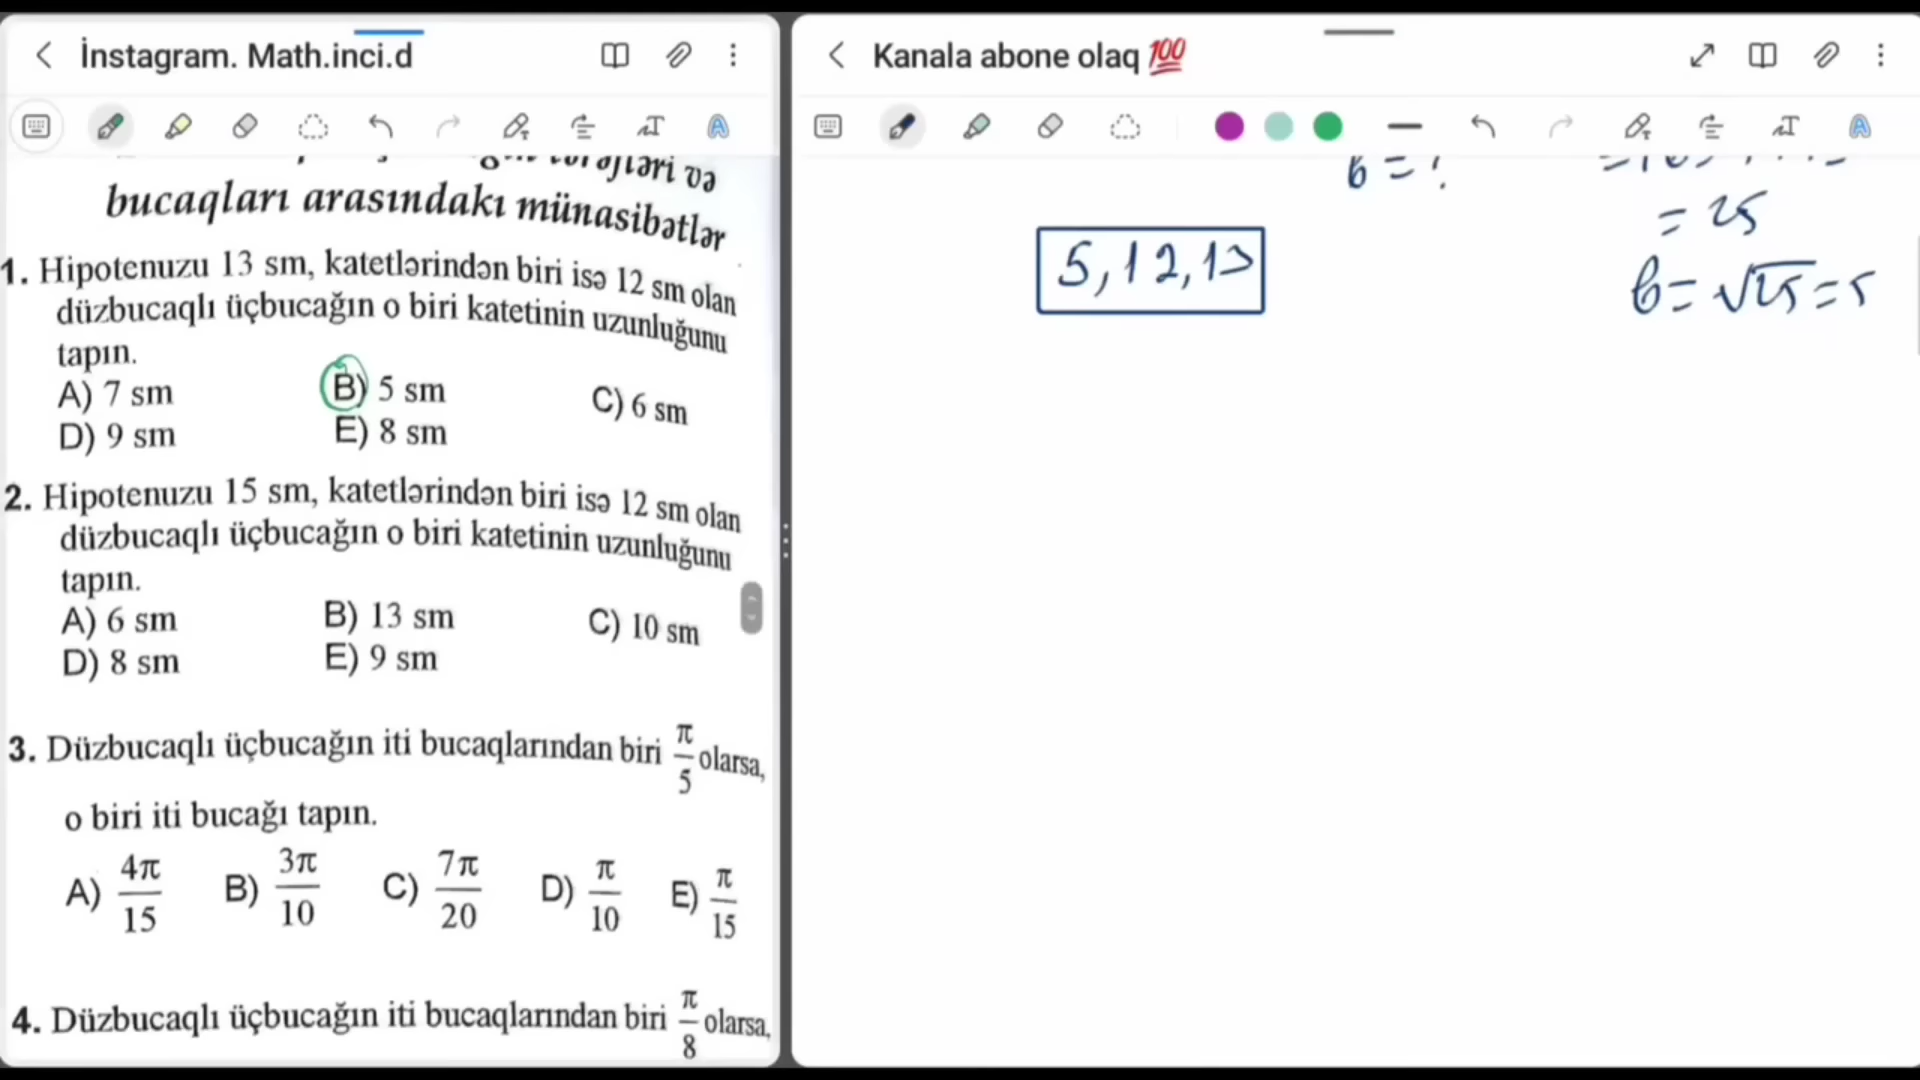 İnstagram. Math.inci.d
bucaqları arasındakı münasibətlər
1. Hipotenuzu 13 sm, katetlərindən biri isə 12 sm olan
düzbucaqlı üçbucağın o biri katetinin uzunluğunu
tapın.
A) 7 sm B) 5 sm C) 6 sm
D) 9 sm E) 8 sm
2. Hipotenuzu 15 sm, katetlərindən biri isə 12 sm olan
düzbucaqlı üçbucağın o biri katetinin uzunluğunu
tapın.
A) 6 sm B) 13 sm C) 10 sm
D) 8 sm E) 9 sm
3. Düzbucaqlı üçbucağın iti bucaqlarından biri π/5 olarsa,
o biri iti bucağı tapın.
A) 4π/15 B) 3π/10 C) 7π/20 D) π/10 E) π/15
4. Düzbucaqlı üçbucağın iti bucaqlarından biri π/8 olarsa,
Kanala abone olaq 💯
b = ?
= 25
5, 12, 13
b = √25 = 5